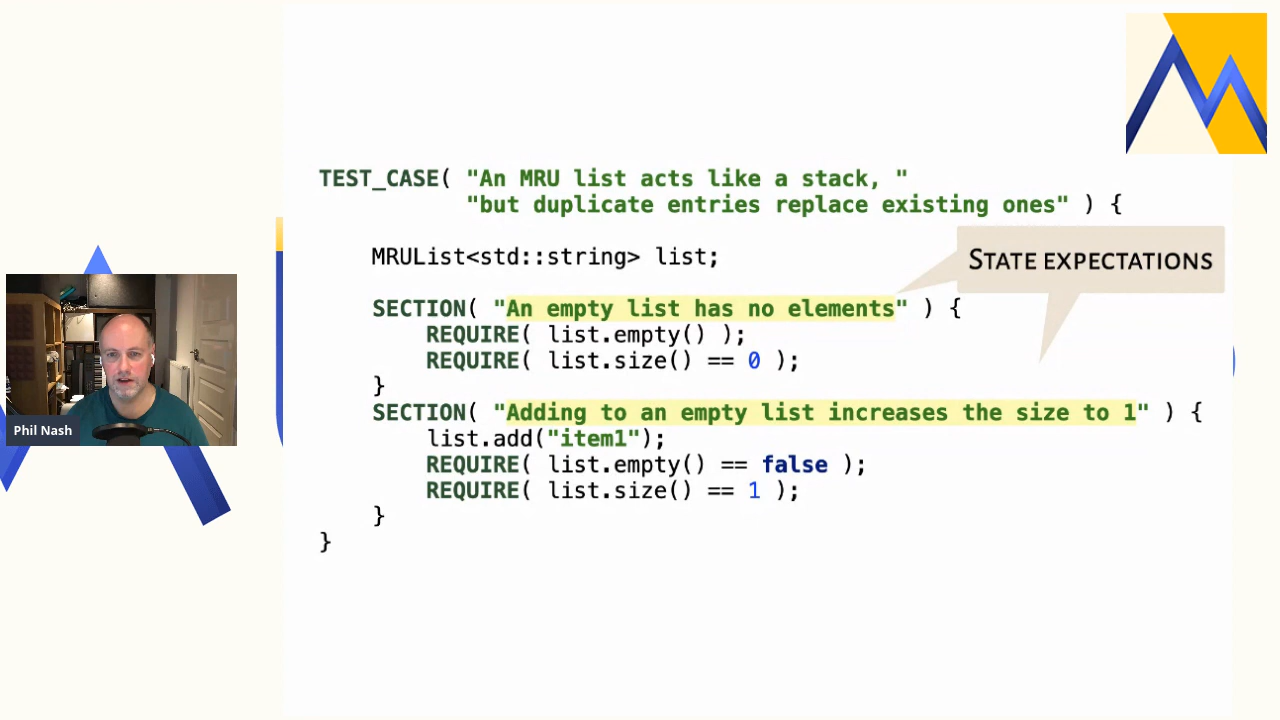 TEST_CASE( "An MRU list acts like a stack, "
"but duplicate entries replace existing ones" ) {
MRUList<std::string> list;
STATE EXPECTATIONS
SECTION( "An empty list has no elements" ) {
REQUIRE( list.empty() );
REQUIRE( list.size() == 0 );
}
SECTION( "Adding to an empty list increases the size to 1" ) {
list.add("item1");
REQUIRE( list.empty() == false );
REQUIRE( list.size() == 1 );
}
}
Phil Nash